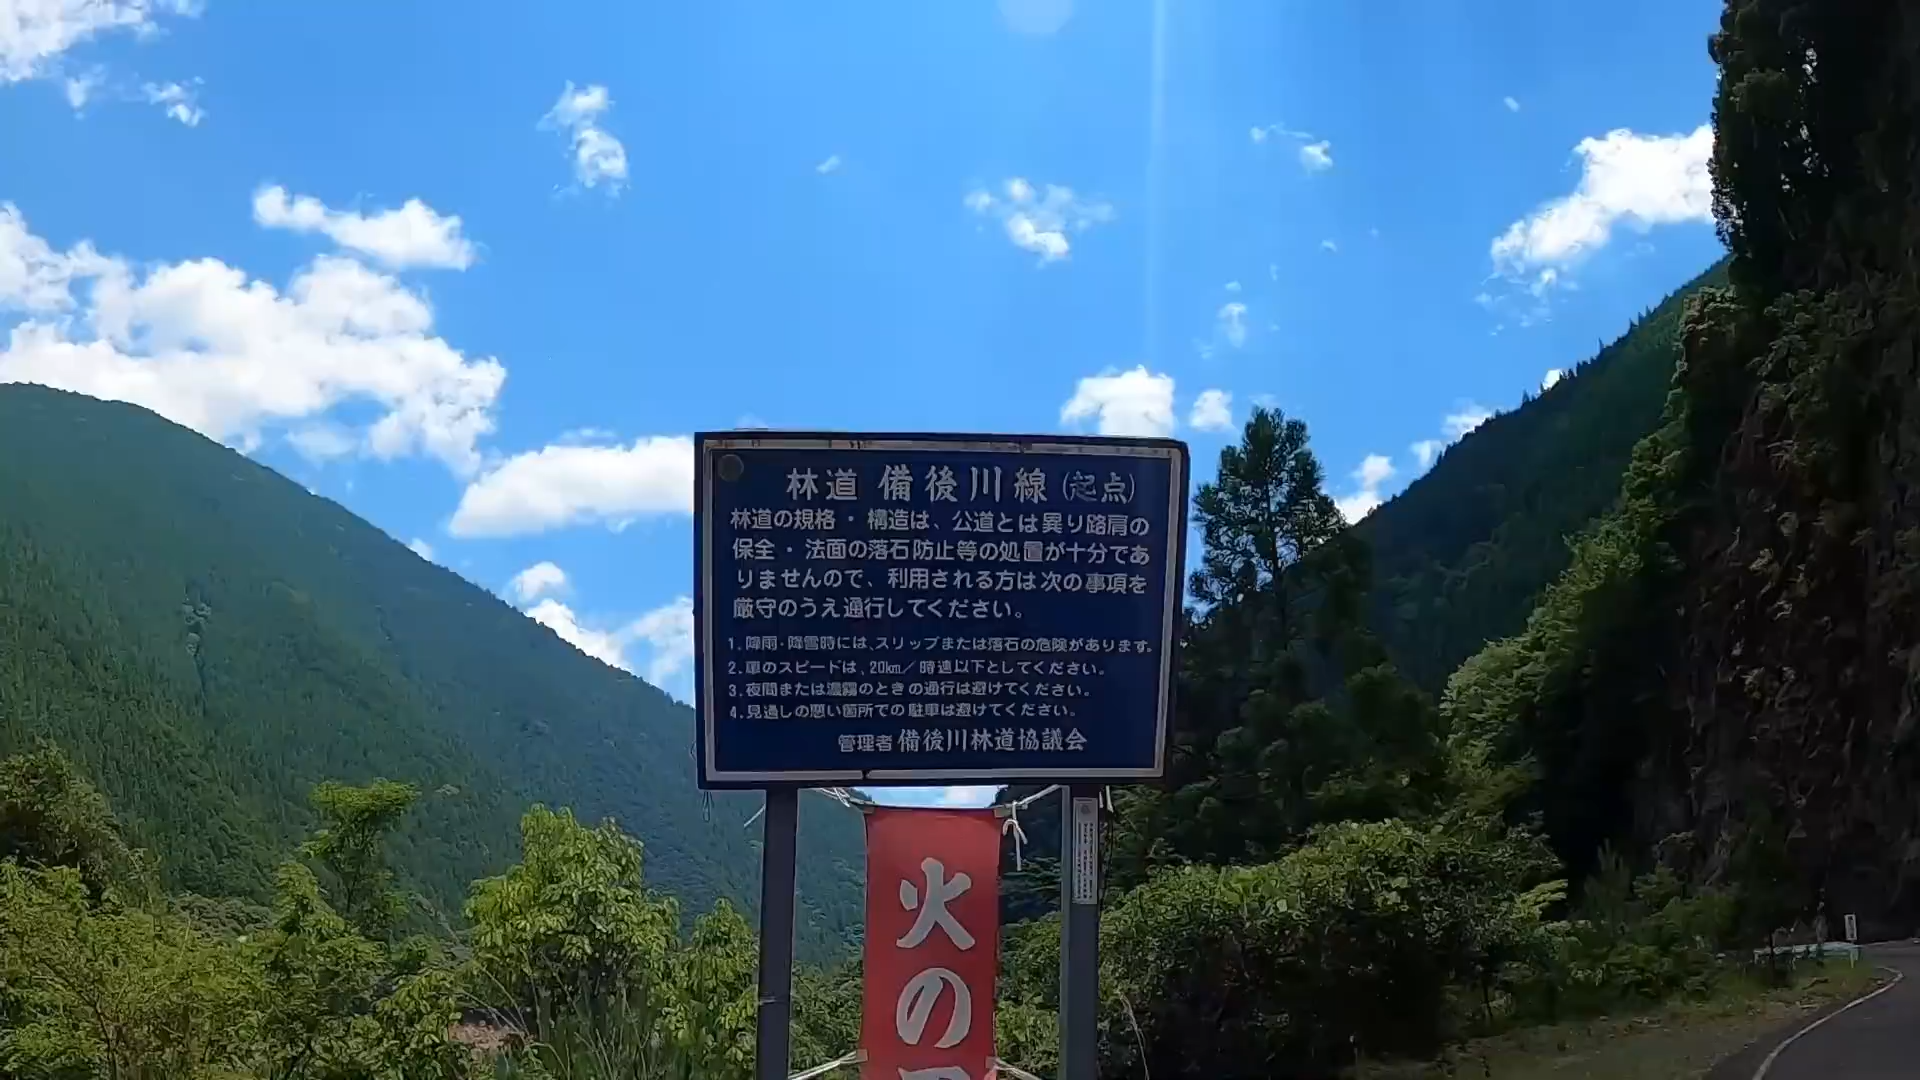 林道 備後川線(起点)
林道の規格・構造は、公道とは異り路肩の
保全・法面の落石防止等の処置が十分であ
りませんので、利用される方は次の事項を
厳守のうえ通行してください。
1.降雨・降雪時には、スリップまたは落石の危険があります。
2.車のスピードは、20km/時速以下としてください。
3.夜間または濃霧のときの通行は避けてください。
4.見通しの悪い箇所での駐車は避けてください。
管理者 備後川林道協議会
火の